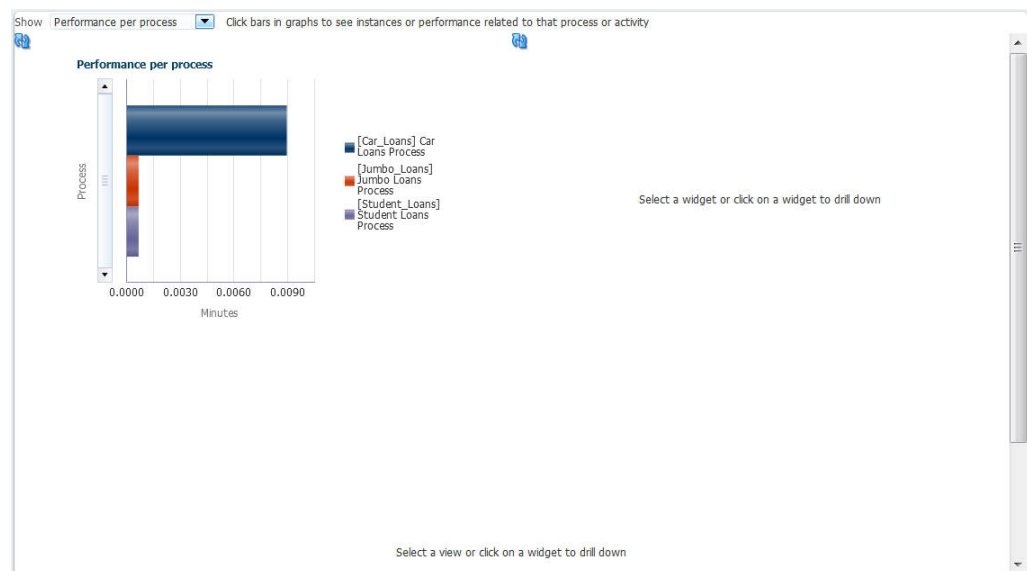 Show Performance per process Click bars in graphs to see instances or performance related to that process or activity
Performance per process
Process
[Car_Loans] Car
Loans Process
[Jumbo_Loans]
Jumbo Loans
Process
[Student_Loans]
Student Loans
Process
0.0000 0.0030 0.0060 0.0090
Minutes
Select a widget or click on a widget to drill down
Select a view or click on a widget to drill down